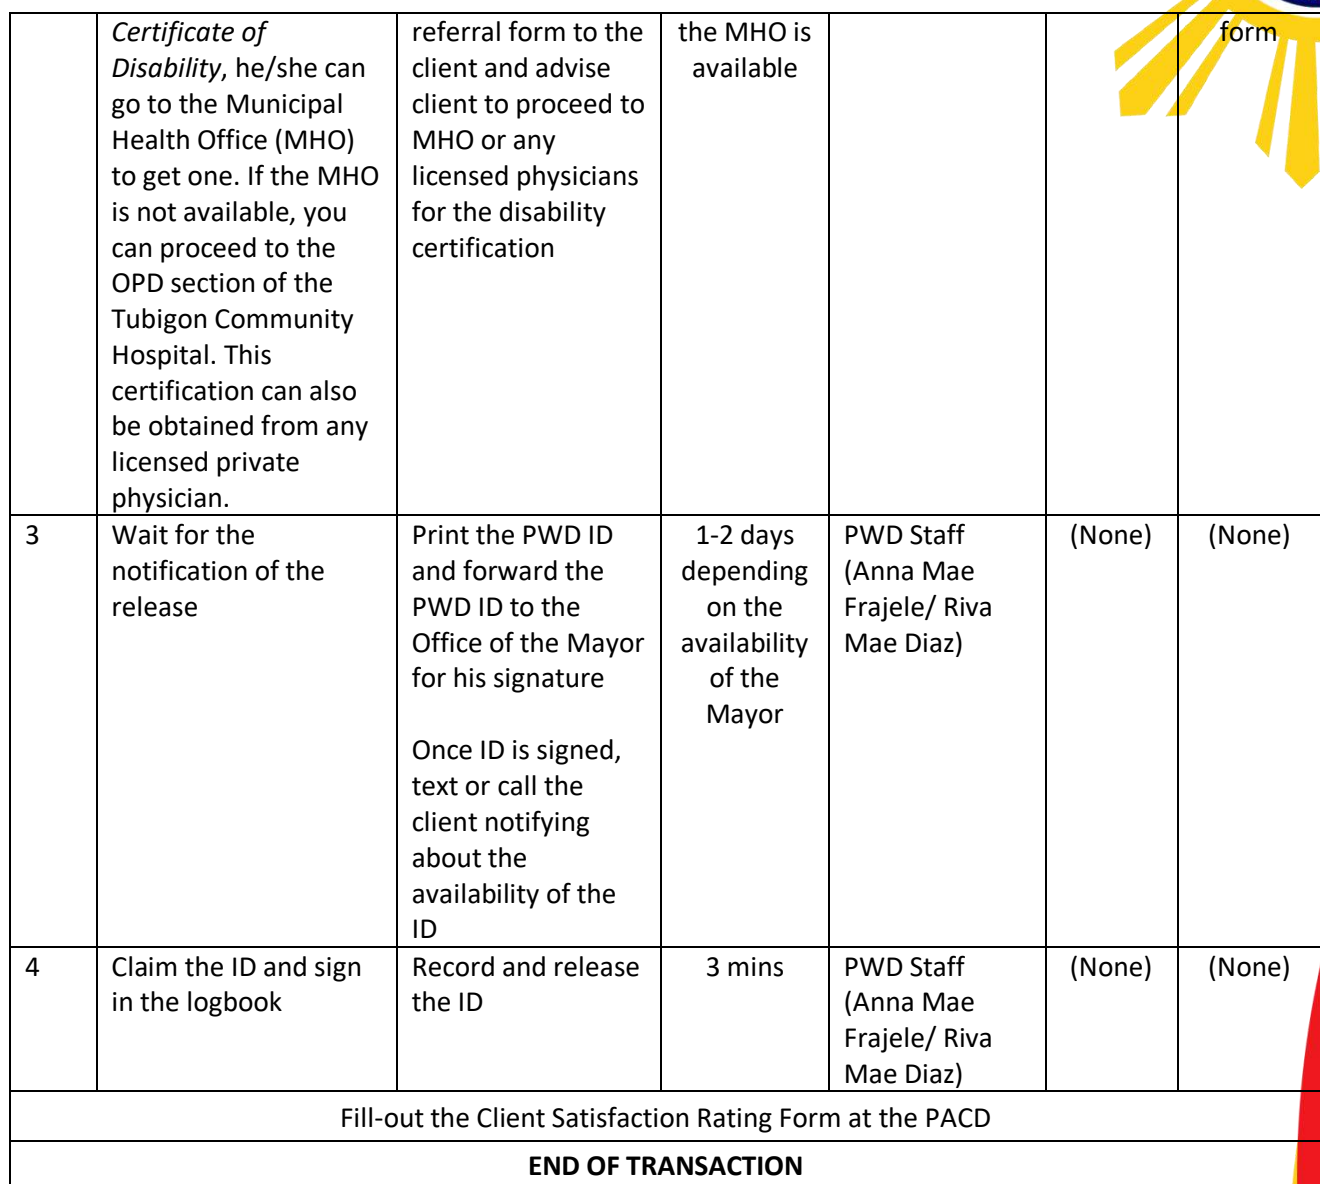 Certificate of
Disability, he/she can
go to the Municipal
Health Office (MHO)
to get one. If the MHO
is not available, you
can proceed to the
OPD section of the
Tubigon Community
Hospital. This
certification can also
be obtained from any
licensed private
physician.
referral form to the
client and advise
client to proceed to
MHO or any
licensed physicians
for the disability
certification
the MHO is
available
form
3
Wait for the
notification of the
release
Print the PWD ID
and forward the
PWD ID to the
Office of the Mayor
for his signature
Once ID is signed,
text or call the
client notifying
about the
availability of the
ID
1-2 days
depending
on the
availability
of the
Mayor
PWD Staff
(Anna Mae
Frajele/ Riva
Mae Diaz)
(None)
(None)
4
Claim the ID and sign
in the logbook
Record and release
the ID
3 mins
PWD Staff
(Anna Mae
Frajele/ Riva
Mae Diaz)
(None)
(None)
Fill-out the Client Satisfaction Rating Form at the PACD
END OF TRANSACTION